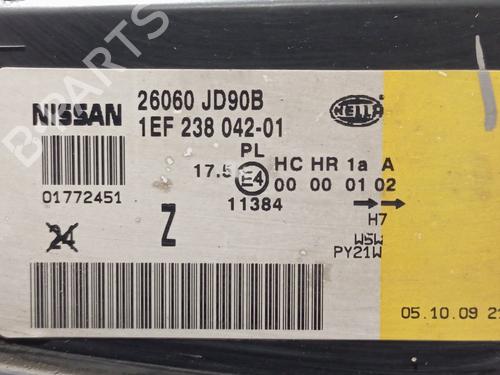 NISSAN
26060 JD90B
1EF 238 042-01
HELLA
PL
17.5 E4 HC HR 1a A
00 00 01 02
11384
H7
01772451
24
Z
W5W
PY21W
05.10.09 21
B-PARTS